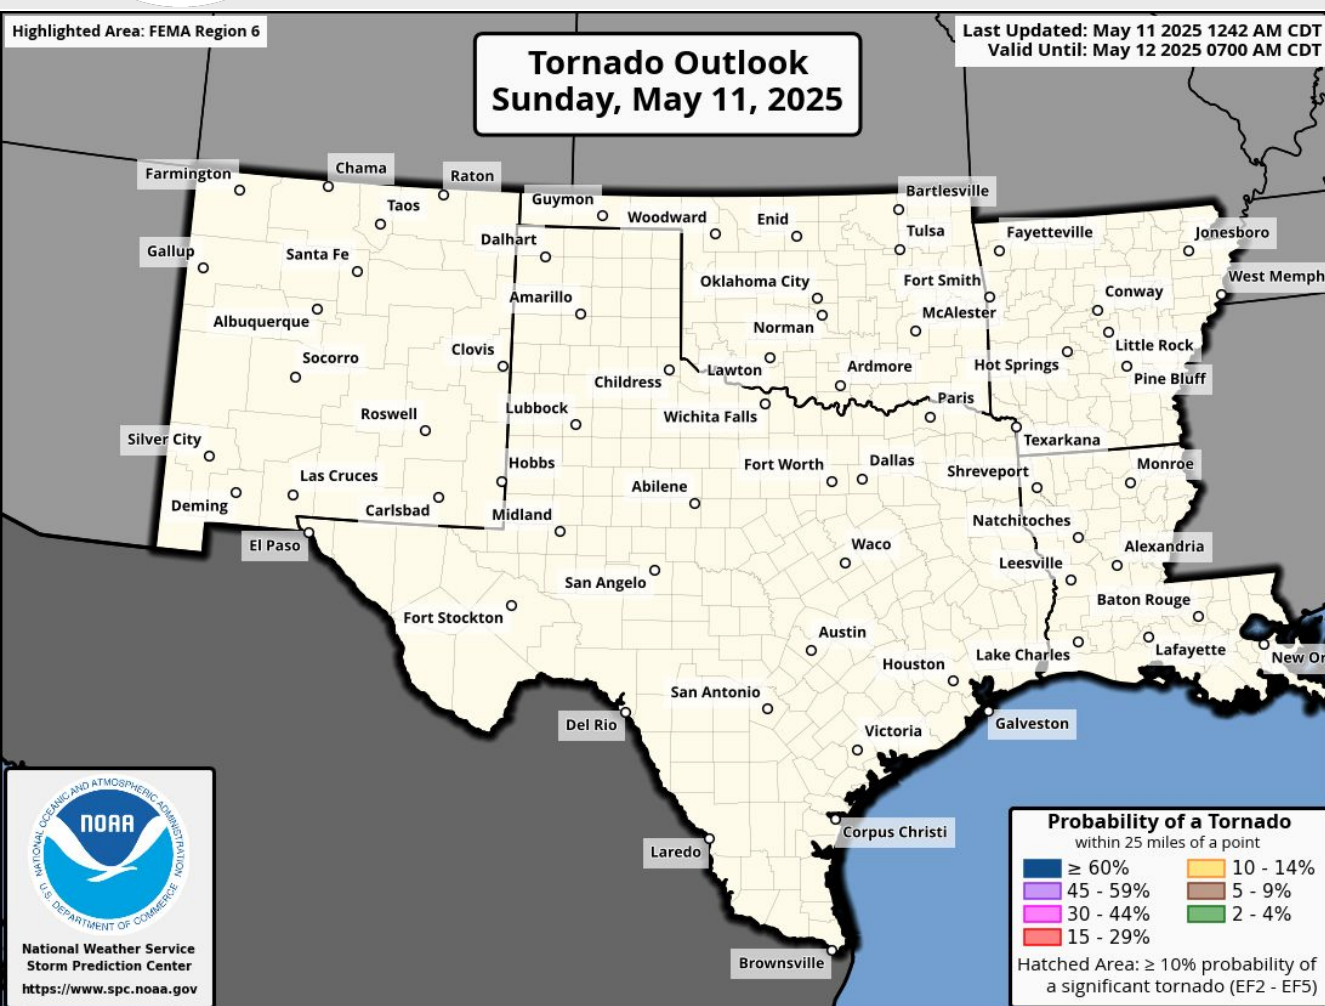 Highlighted Area: FEMA Region 6
Last Updated: May 11 2025 1242 AM CDT
Valid Until: May 12 2025 0700 AM CDT
Tornado Outlook
Sunday, May 11, 2025
Farmington
Chama
Raton
Taos
Guymon
Woodward
Enid
Bartlesville
Tulsa
Fayetteville
Jonesboro
Gallup
Santa Fe
Dalhart
Oklahoma City
Fort Smith
West Memph
Albuquerque
Amarillo
Norman
McAlester
Conway
Little Rock
Socorro
Clovis
Childress
Lawton
Ardmore
Hot Springs
Pine Bluff
Roswell
Lubbock
Wichita Falls
Paris
Texarkana
Silver City
Las Cruces
Hobbs
Abilene
Fort Worth
Dallas
Shreveport
Monroe
Deming
Carlsbad
Midland
Natchitoches
El Paso
Waco
Alexandria
San Angelo
Leesville
Fort Stockton
Baton Rouge
Austin
Houston
Lake Charles
Lafayette
New Or
San Antonio
Del Rio
Victoria
Galveston
Corpus Christi
Laredo
Brownsville
NATIONAL OCEANIC AND ATMOSPHERIC ADMINISTRATION
NOAA
U.S. DEPARTMENT OF COMMERCE
National Weather Service
Storm Prediction Center
https://www.spc.noaa.gov
Probability of a Tornado
within 25 miles of a point
≥ 60%
45 - 59%
30 - 44%
15 - 29%
10 - 14%
5 - 9%
2 - 4%
Hatched Area: ≥ 10% probability of
a significant tornado (EF2 - EF5)